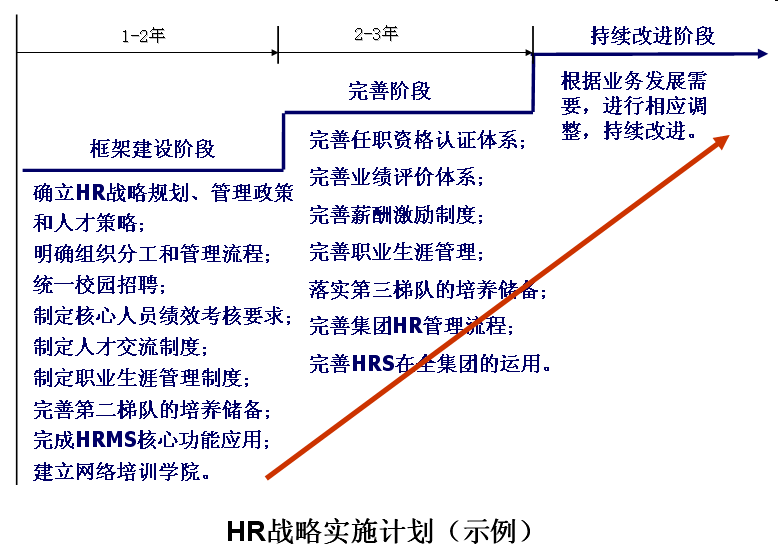 1-2年
2-3年
持续改进阶段
完善阶段
框架建设阶段
确立HR战略规划、管理政策
和人才策略;
明确组织分工和管理流程;
统一校园招聘;
制定核心人员绩效考核要求;
制定人才交流制度;
制定职业生涯管理制度;
完善第二梯队的培养储备;
完成HRMS核心功能应用;
建立网络培训学院。
完善任职资格认证体系;
完善业绩评价体系;
完善薪酬激励制度;
完善职业生涯管理;
落实第三梯队的培养储备;
完善集团HR管理流程;
完善HRS在全集团的运用。
根据业务发展需
要，进行相应调
整，持续改进。
HR战略实施计划（示例）